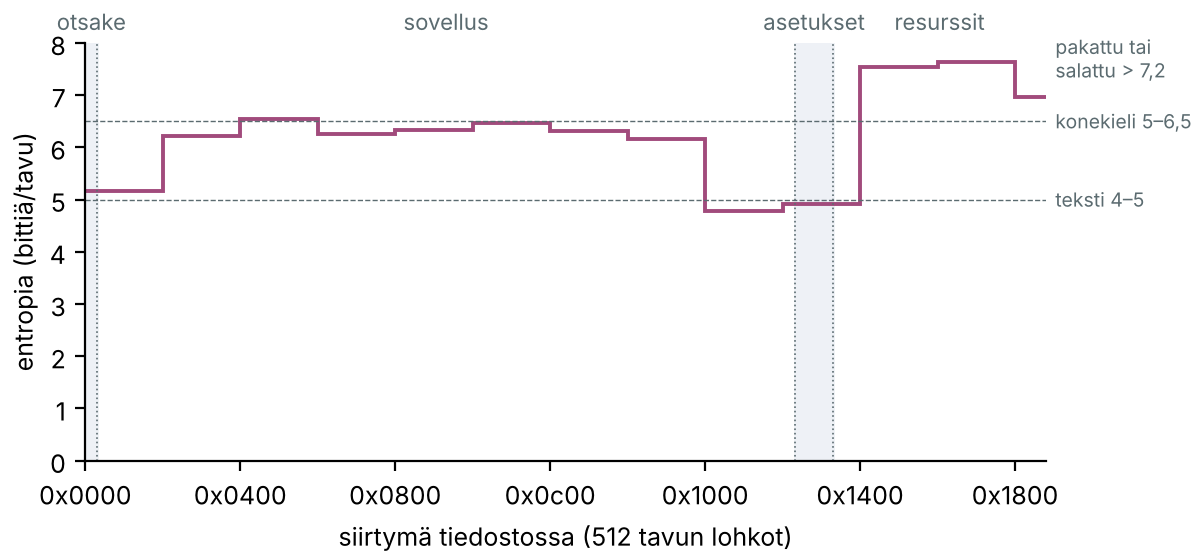 otsake sovellus asetukset resurssit
pakattu tai
salattu > 7,2
konekieli 5–6,5
teksti 4–5
entropia (bittiä/tavu)
8
7
6
5
4
3
2
1
0
0x0000 0x0400 0x0800 0x0c00 0x1000 0x1400 0x1800
siirtymä tiedostossa (512 tavun lohkot)